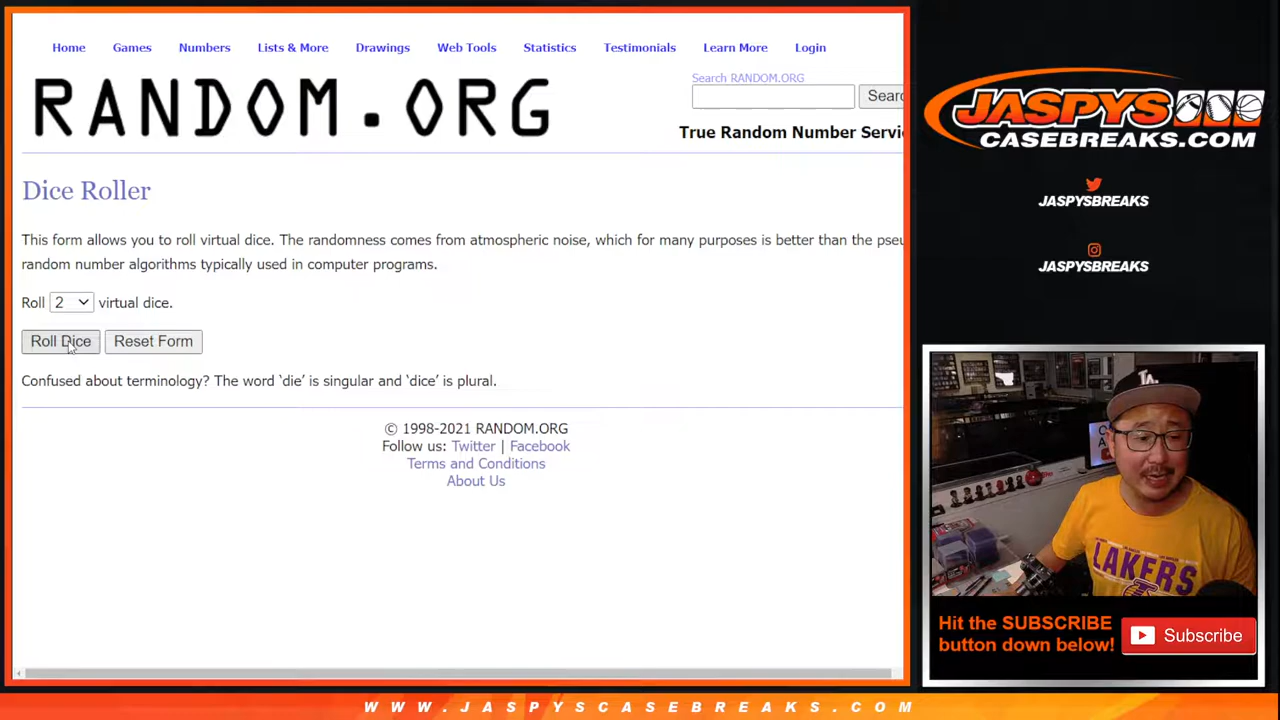 Home Games Numbers Lists & More Drawings Web Tools Statistics Testimonials Learn More Login
RANDOM.ORG
Search RANDOM.ORG
Searc
True Random Number Servi
Dice Roller
This form allows you to roll virtual dice. The randomness comes from atmospheric noise, which for many purposes is better than the pseu
random number algorithms typically used in computer programs.
Roll 2 virtual dice.
Roll Dice Reset Form
Confused about terminology? The word ‘die’ is singular and ‘dice’ is plural.
© 1998-2021 RANDOM.ORG
Follow us: Twitter | Facebook
Terms and Conditions
About Us
JASPYS
CASEBREAKS.COM
JASPYSBREAKS
JASPYSBREAKS
LA
LAKERS
Hit the SUBSCRIBE
button down below!
Subscribe
WWW.JASPYSCASEBREAKS.COM